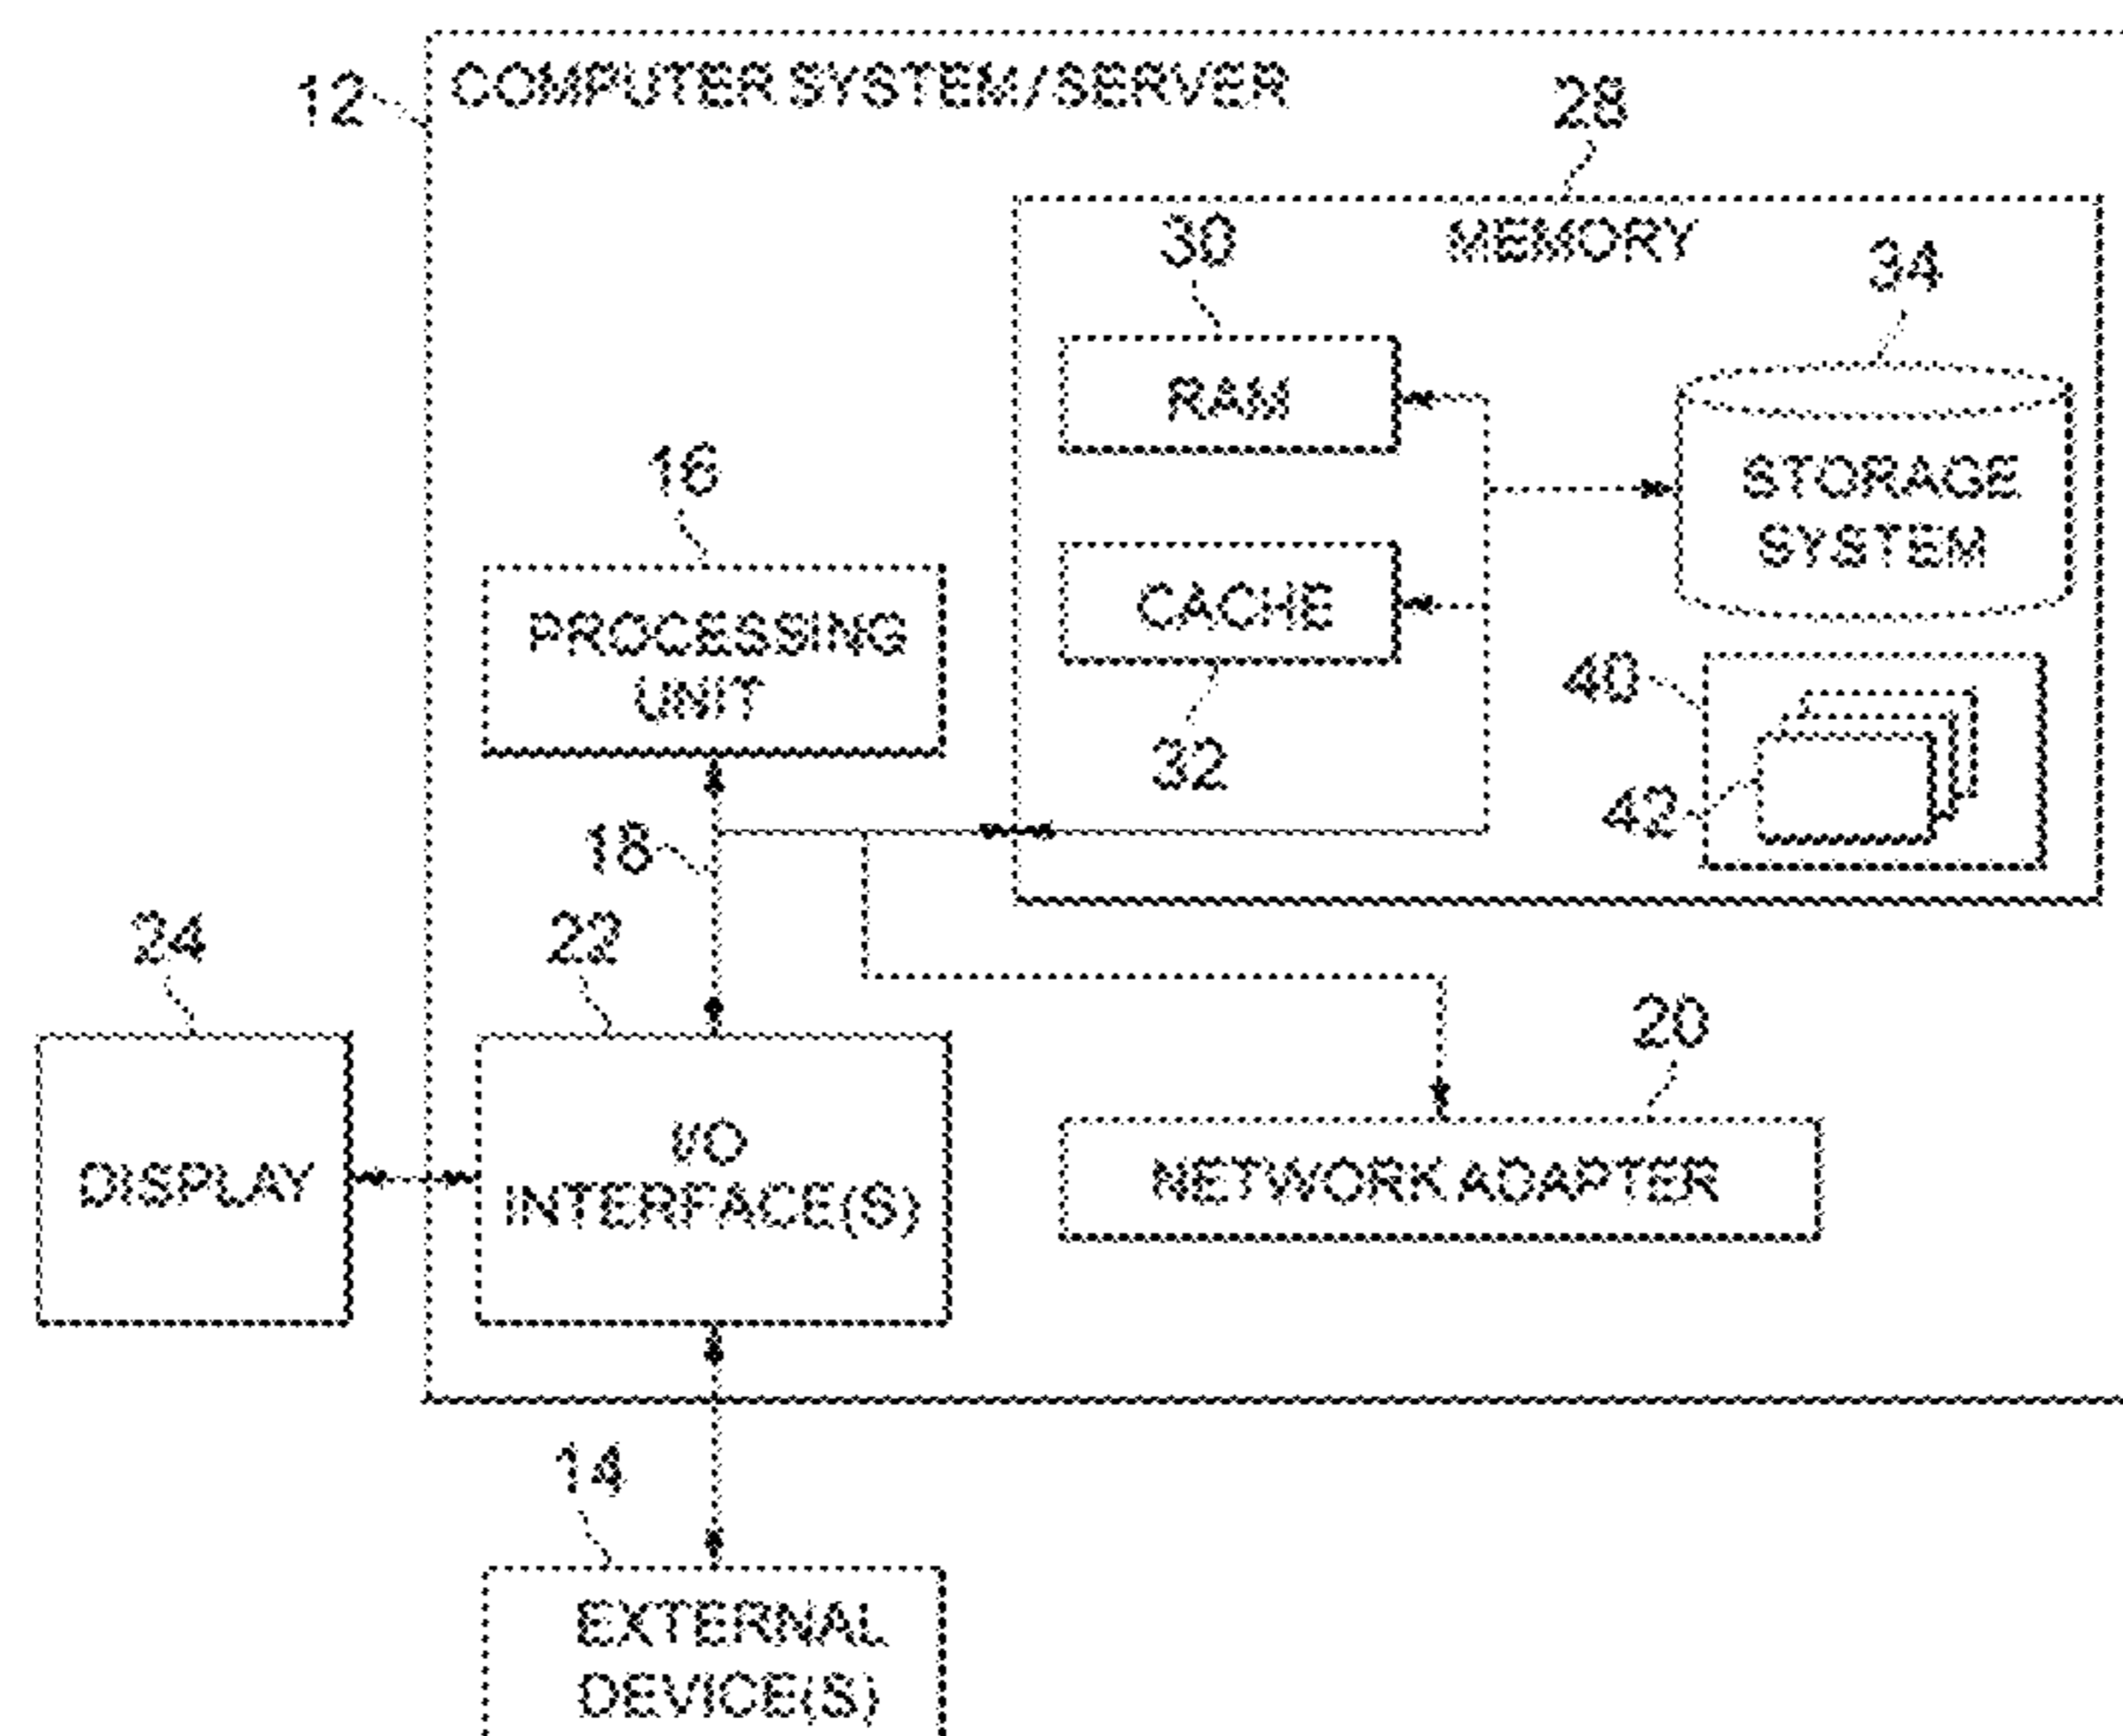 12
COMPUTER SYSTEM/SERVER
28
MEMORY
30
34
RAM
STORAGE
SYSTEM
16
PROCESSING
UNIT
CACHE
32
40
42
18
22
24
20
DISPLAY
I/O
INTERFACE(S)
NETWORK ADAPTER
14
EXTERNAL
DEVICE(S)